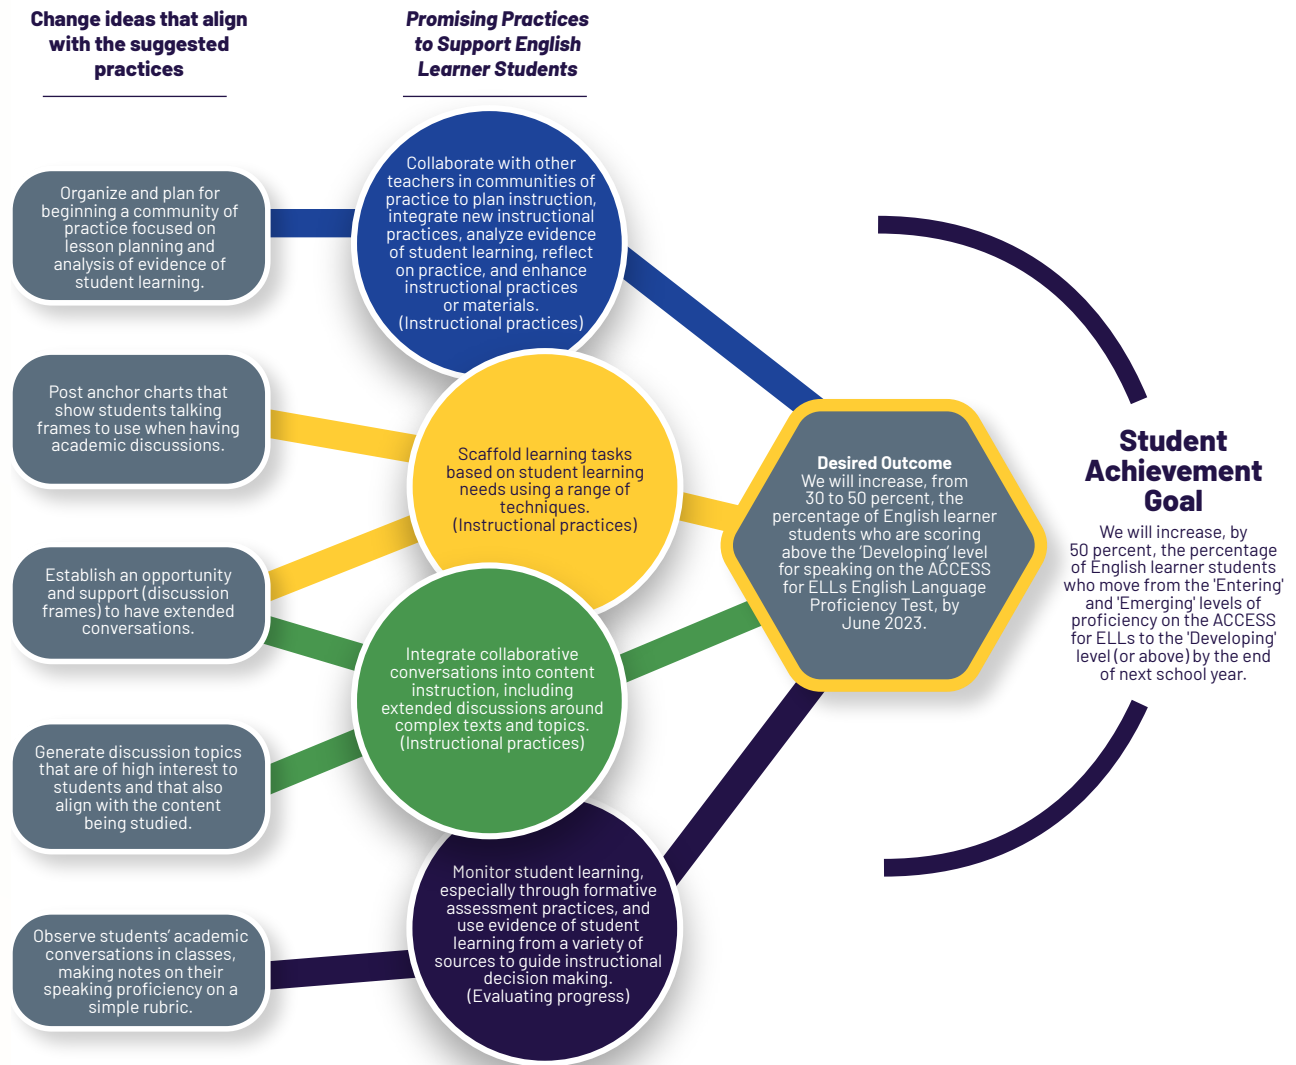 Change ideas that align
with the suggested
practices
Promising Practices
to Support English
Learner Students
Organize and plan for
beginning a community of
practice focused on
lesson planning and
analysis of evidence of
student learning.
Post anchor charts that
show students talking
frames to use when having
academic discussions.
Establish an opportunity
and support (discussion
frames) to have extended
conversations.
Generate discussion topics
that are of high interest to
students and that also
align with the content
being studied.
Observe students’ academic
conversations in classes,
making notes on their
speaking proficiency on a
simple rubric.
Collaborate with other
teachers in communities of
practice to plan instruction,
integrate new instructional
practices, analyze evidence
of student learning, reflect
on practice, and enhance
instructional practices
or materials.
(Instructional practices)
Scaffold learning tasks
based on student learning
needs using a range of
techniques.
(Instructional practices)
Integrate collaborative
conversations into content
instruction, including
extended discussions around
complex texts and topics.
(Instructional practices)
Monitor student learning,
especially through formative
assessment practices, and
use evidence of student
learning from a variety of
sources to guide instructional
decision making.
(Evaluating progress)
Desired Outcome
We will increase, from
30 to 50 percent, the
percentage of English learner
students who are scoring
above the ‘Developing’ level
for speaking on the ACCESS
for ELLs English Language
Proficiency Test, by
June 2023.
Student
Achievement
Goal
We will increase, by
50 percent, the percentage
of English learner students
who move from the 'Entering'
and 'Emerging' levels of
proficiency on the ACCESS
for ELLs to the 'Developing'
level (or above) by the end
of next school year.